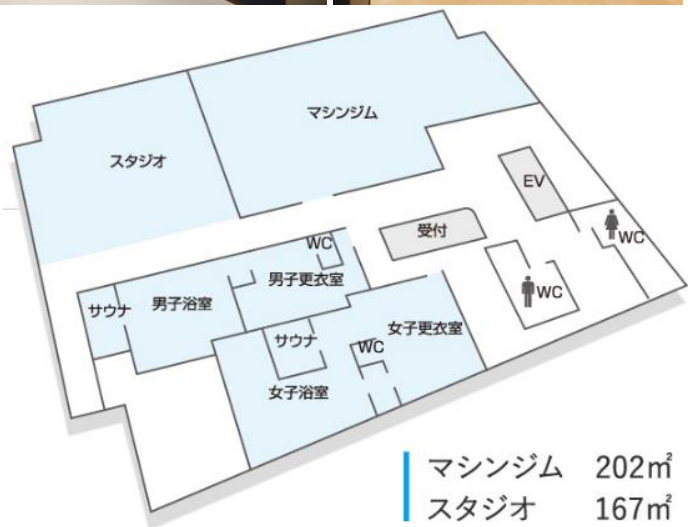 マシンジム
スタジオ
EV
受付
WC
WC
WC
男子更衣室
サウナ
男子浴室
サウナ
WC
女子更衣室
女子浴室
マシンジム 202㎡
スタジオ 167㎡